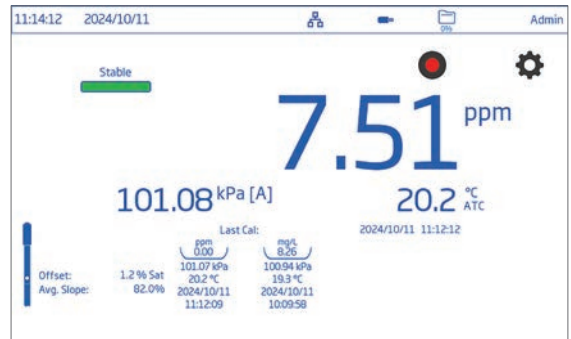 11:14:12 2024/10/11 0% Admin
Stable
7.51 ppm
101.08 kPa [A] 20.2 °C ATC
Last Cal: 2024/10/11 11:12:12
ppm mg/L
0.00 8.26
Offset: 1.2 % Sat 101.07 kPa 100.94 kPa
Avg. Slope: 82.0% 20.2 °C 19.3 °C
2024/10/11 2024/10/11
11:12:09 10:09:58